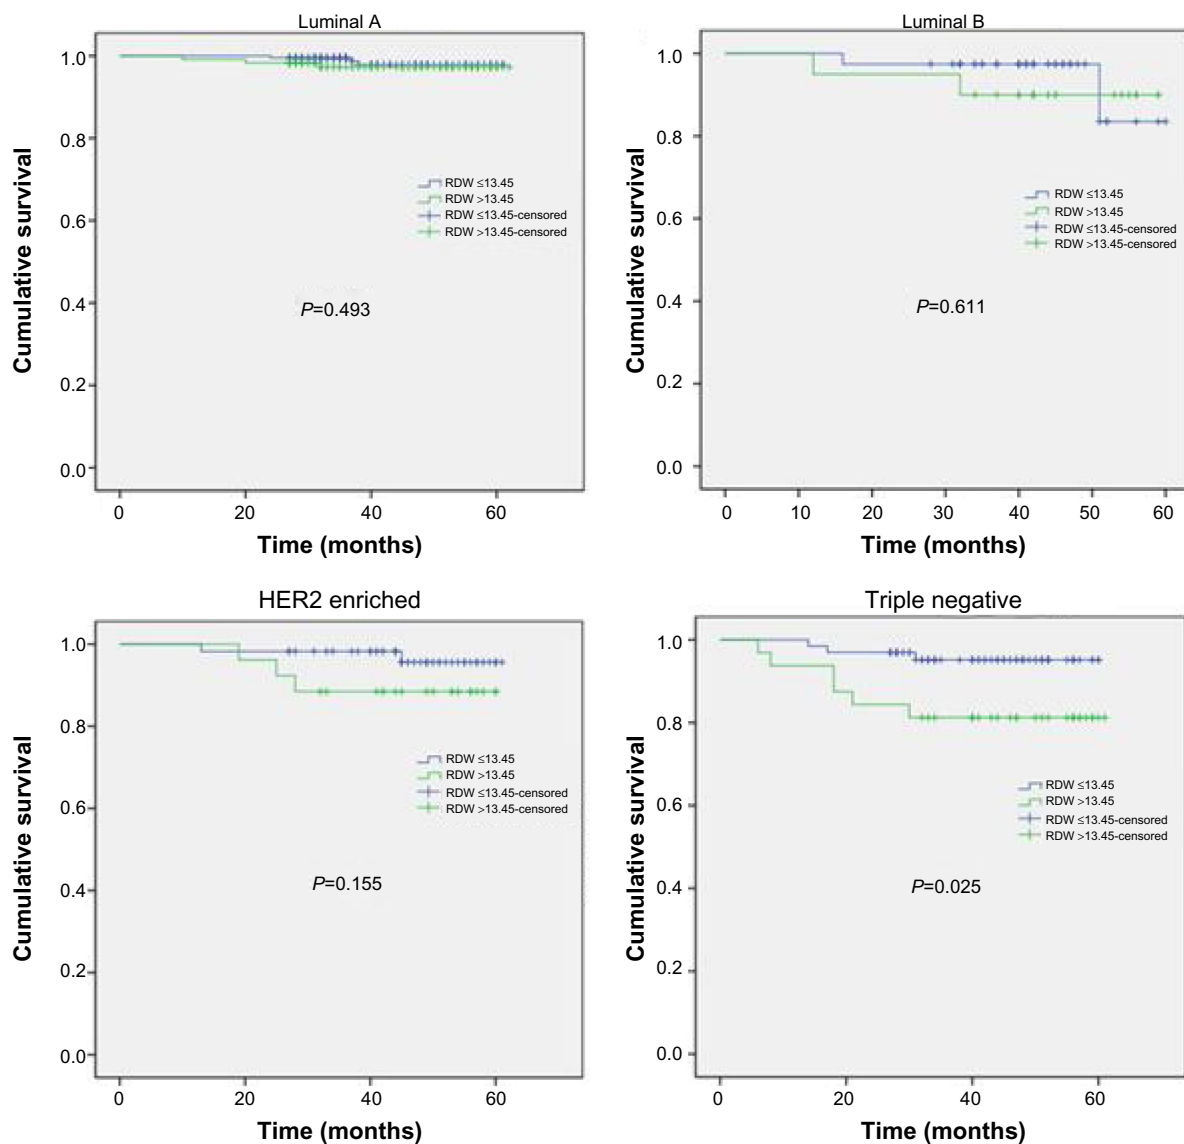 Luminal A
Cumulative survival
1.0
0.8
0.6
0.4
0.2
0.0
RDW ≤13.45
RDW >13.45
RDW ≤13.45-censored
RDW >13.45-censored
P=0.493
0 20 40 60
Time (months)
Luminal B
Cumulative survival
1.0
0.8
0.6
0.4
0.2
0.0
RDW ≤13.45
RDW >13.45
RDW ≤13.45-censored
RDW >13.45-censored
P=0.611
0 10 20 30 40 50 60
Time (months)
HER2 enriched
Cumulative survival
1.0
0.8
0.6
0.4
0.2
0.0
RDW ≤13.45
RDW >13.45
RDW ≤13.45-censored
RDW >13.45-censored
P=0.155
0 20 40 60
Time (months)
Triple negative
Cumulative survival
1.0
0.8
0.6
0.4
0.2
0.0
RDW ≤13.45
RDW >13.45
RDW ≤13.45-censored
RDW >13.45-censored
P=0.025
0 20 40 60
Time (months)